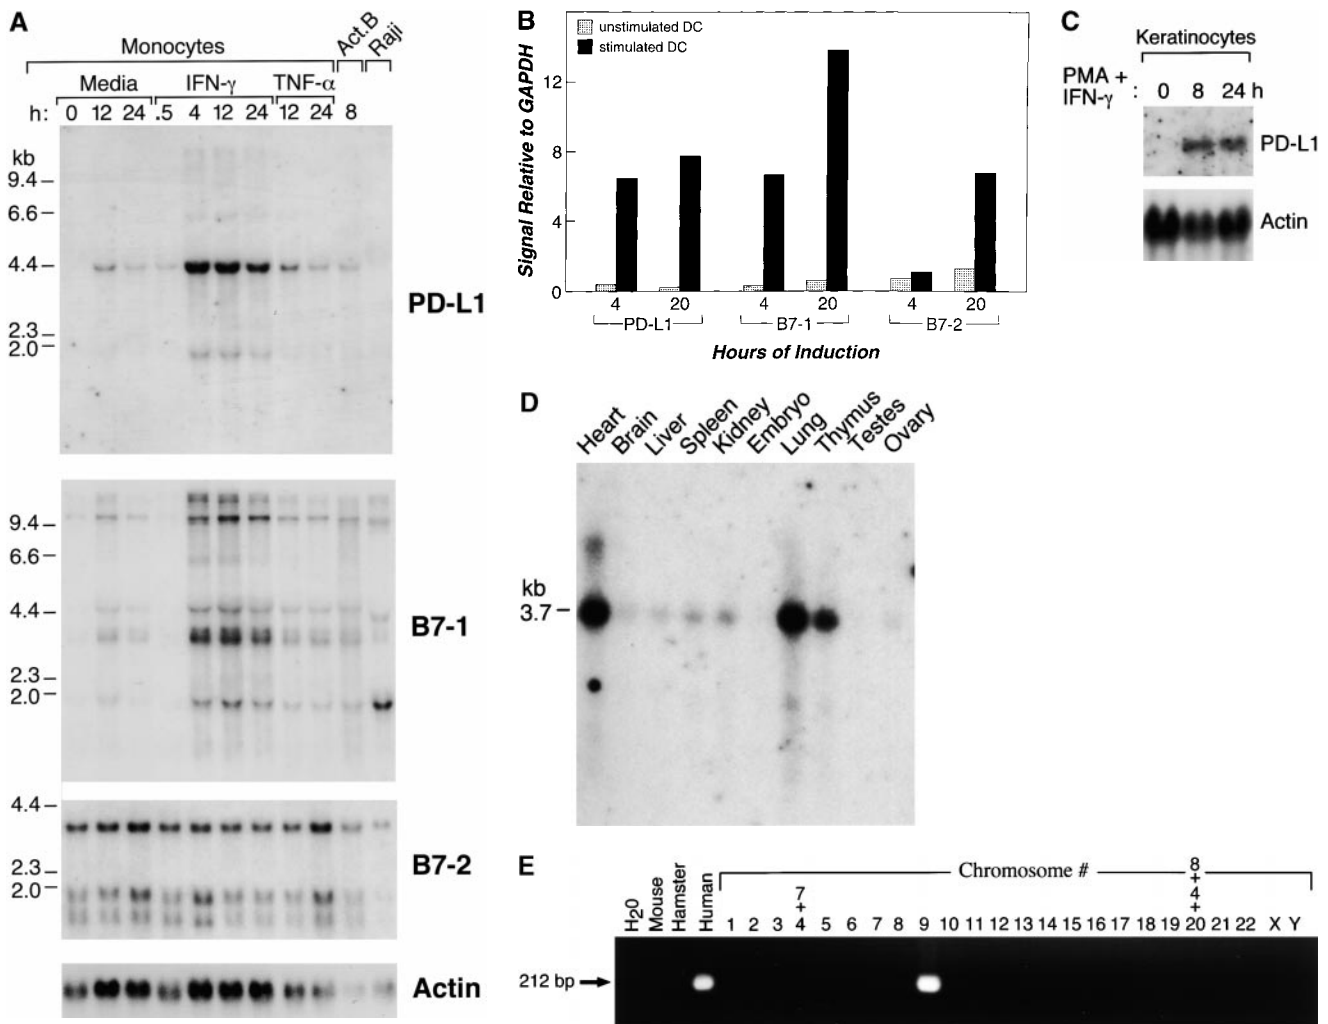 A
Monocytes
Act.B
Raji
Media
IFN-γ
TNF-α
h: 0 12 24 .5 4 12 24 12 24 8
kb
9.4
6.6
4.4
2.3
2.0
PD-L1
9.4
6.6
4.4
2.3
2.0
B7-1
4.4
2.3
2.0
B7-2
Actin
B
unstimulated DC
stimulated DC
Signal Relative to GAPDH
12
8
4
0
4 20 4 20 4 20
PD-L1 B7-1 B7-2
Hours of Induction
C
Keratinocytes
PMA +
IFN-γ : 0 8 24 h
PD-L1
Actin
D
Heart
Brain
Liver
Spleen
Kidney
Embryo
Lung
Thymus
Testes
Ovary
kb
3.7
E
H20
Mouse
Hamster
Human
Chromosome #
1 2 3 7+4 5 6 7 8 9 10 11 12 13 14 15 16 17 18 19 8+4+20 21 22 X Y
212 bp